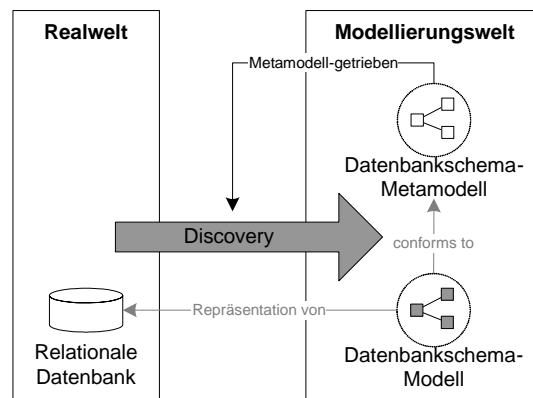 Realwelt
Modellierungswelt
Metamodell-getrieben
Datenbankschema-
Metamodell
Discovery
conforms to
Repräsentation von
Relationale
Datenbank
Datenbankschema-
Modell